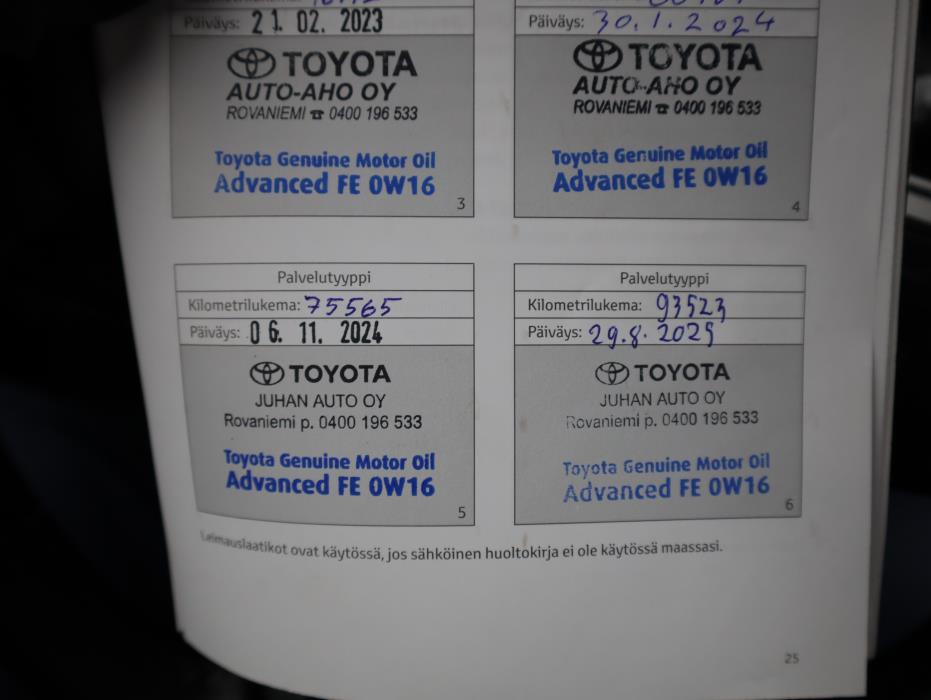 Päiväys: 21. 02. 2023
TOYOTA
AUTO-AHO OY
ROVANIEMI ☎ 0400 196 533
Toyota Genuine Motor Oil
Advanced FE 0W16
3
Päiväys: 30.1.2024
TOYOTA
AUTO-AHO OY
ROVANIEMI ☎ 0400 196 533
Toyota Genuine Motor Oil
Advanced FE 0W16
4
Palvelutyyppi
Kilometrilukema: 75565
Päiväys: 06. 11. 2024
TOYOTA
JUHAN AUTO OY
Rovaniemi p. 0400 196 533
Toyota Genuine Motor Oil
Advanced FE 0W16
5
Palvelutyyppi
Kilometrilukema: 93523
Päiväys: 29.8.2025
TOYOTA
JUHAN AUTO OY
Rovaniemi p. 0400 196 533
Toyota Genuine Motor Oil
Advanced FE 0W16
6
Leimauslaatikot ovat käytössä, jos sähköinen huoltokirja ei ole käytössä maassasi.
25